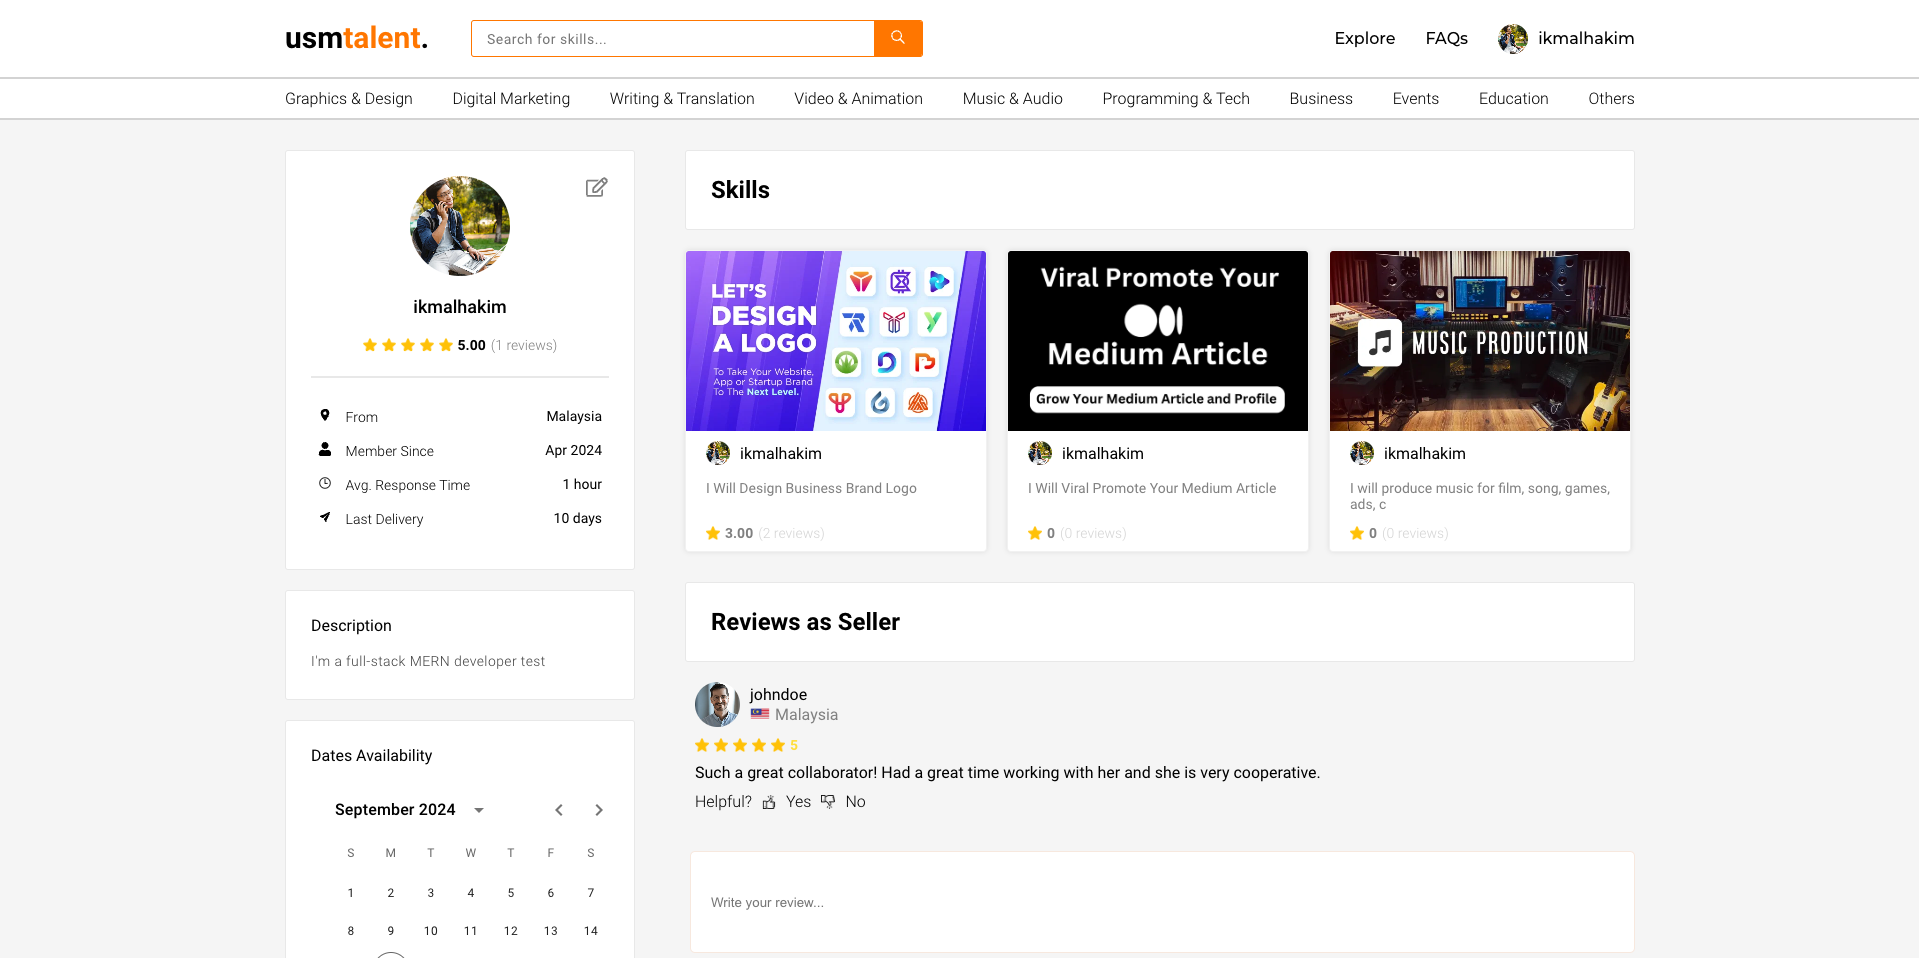 usmtalent.
Search for skills...
Explore
FAQs
ikmalhakim
Graphics & Design
Digital Marketing
Writing & Translation
Video & Animation
Music & Audio
Programming & Tech
Business
Events
Education
Others
ikmalhakim
5.00 (1 reviews)
From Malaysia
Member Since Apr 2024
Avg. Response Time 1 hour
Last Delivery 10 days
Description
I'm a full-stack MERN developer test
Dates Availability
September 2024
S M T W T F S
1 2 3 4 5 6 7
8 9 10 11 12 13 14
Skills
LET'S
DESIGN
A LOGO
To Take Your Website,
App or Startup Brand
To The Next Level.
ikmalhakim
I Will Design Business Brand Logo
3.00 (2 reviews)
Viral Promote Your
Medium Article
Grow Your Medium Article and Profile
ikmalhakim
I Will Viral Promote Your Medium Article
0 (0 reviews)
MUSIC PRODUCTION
ikmalhakim
I will produce music for film, song, games,
ads, c
0 (0 reviews)
Reviews as Seller
johndoe
Malaysia
5
Such a great collaborator! Had a great time working with her and she is very cooperative.
Helpful? Yes No
Write your review...